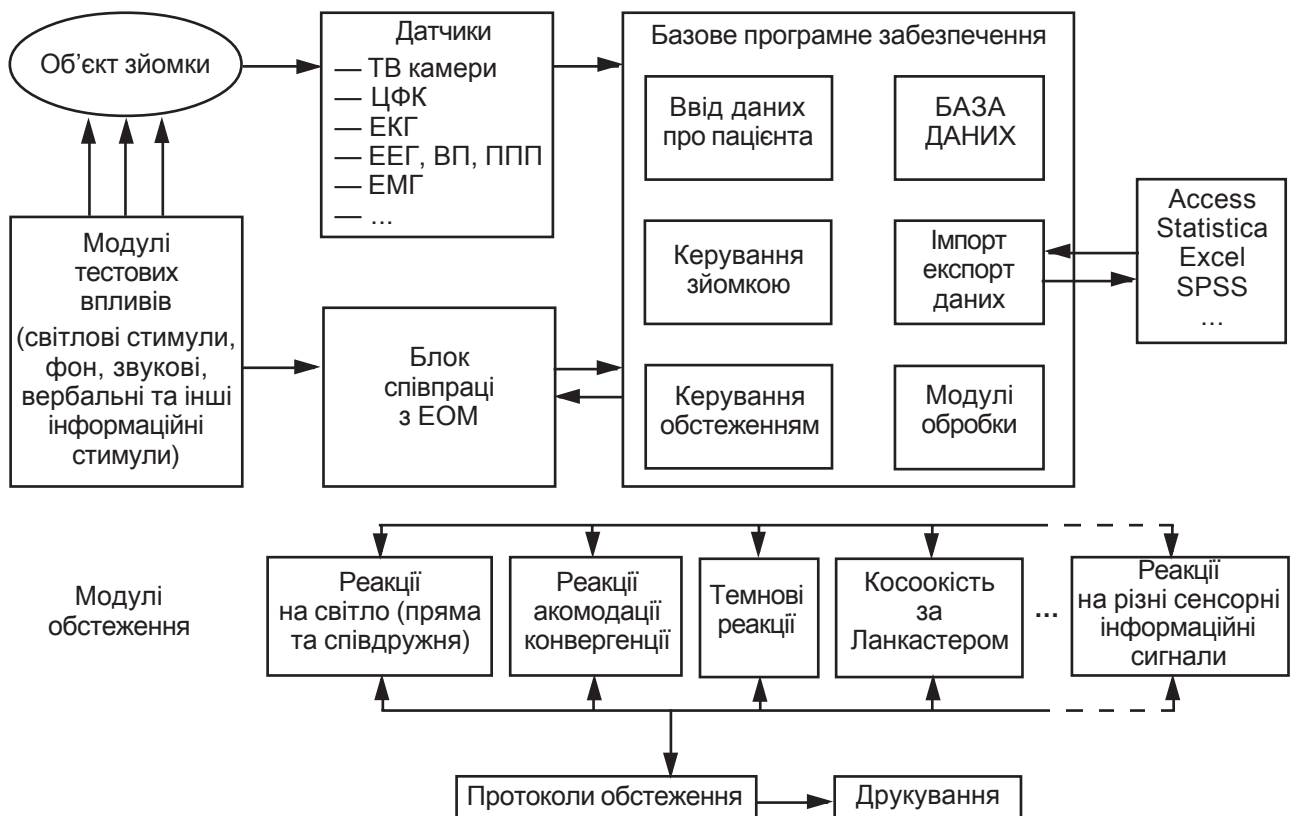 Об’єкт зйомки
Датчики
— ТВ камери
— ЦФК
— ЕКГ
— ЕЕГ, ВП, ППП
— ЕМГ
— ...
Базове програмне забезпечення
Ввід даних
про пацієнта
БАЗА
ДАНИХ
Керування
зйомкою
Імпорт
експорт
даних
Керування
обстеженням
Модулі
обробки
Access
Statistica
Excel
SPSS
...
Модулі
тестових
впливів
(світлові стимули,
фон, звукові,
вербальні та інші
інформаційні
стимули)
Блок
співпраці
з ЕОМ
Модулі
обстеження
Реакції
на світло (пряма
та співдружня)
Реакції
акомодації
конвергенції
Темнові
реакції
Косоокість
за
Ланкастером
...
Реакції
на різні сенсорні
інформаційні
сигнали
Протоколи обстеження
Друкування